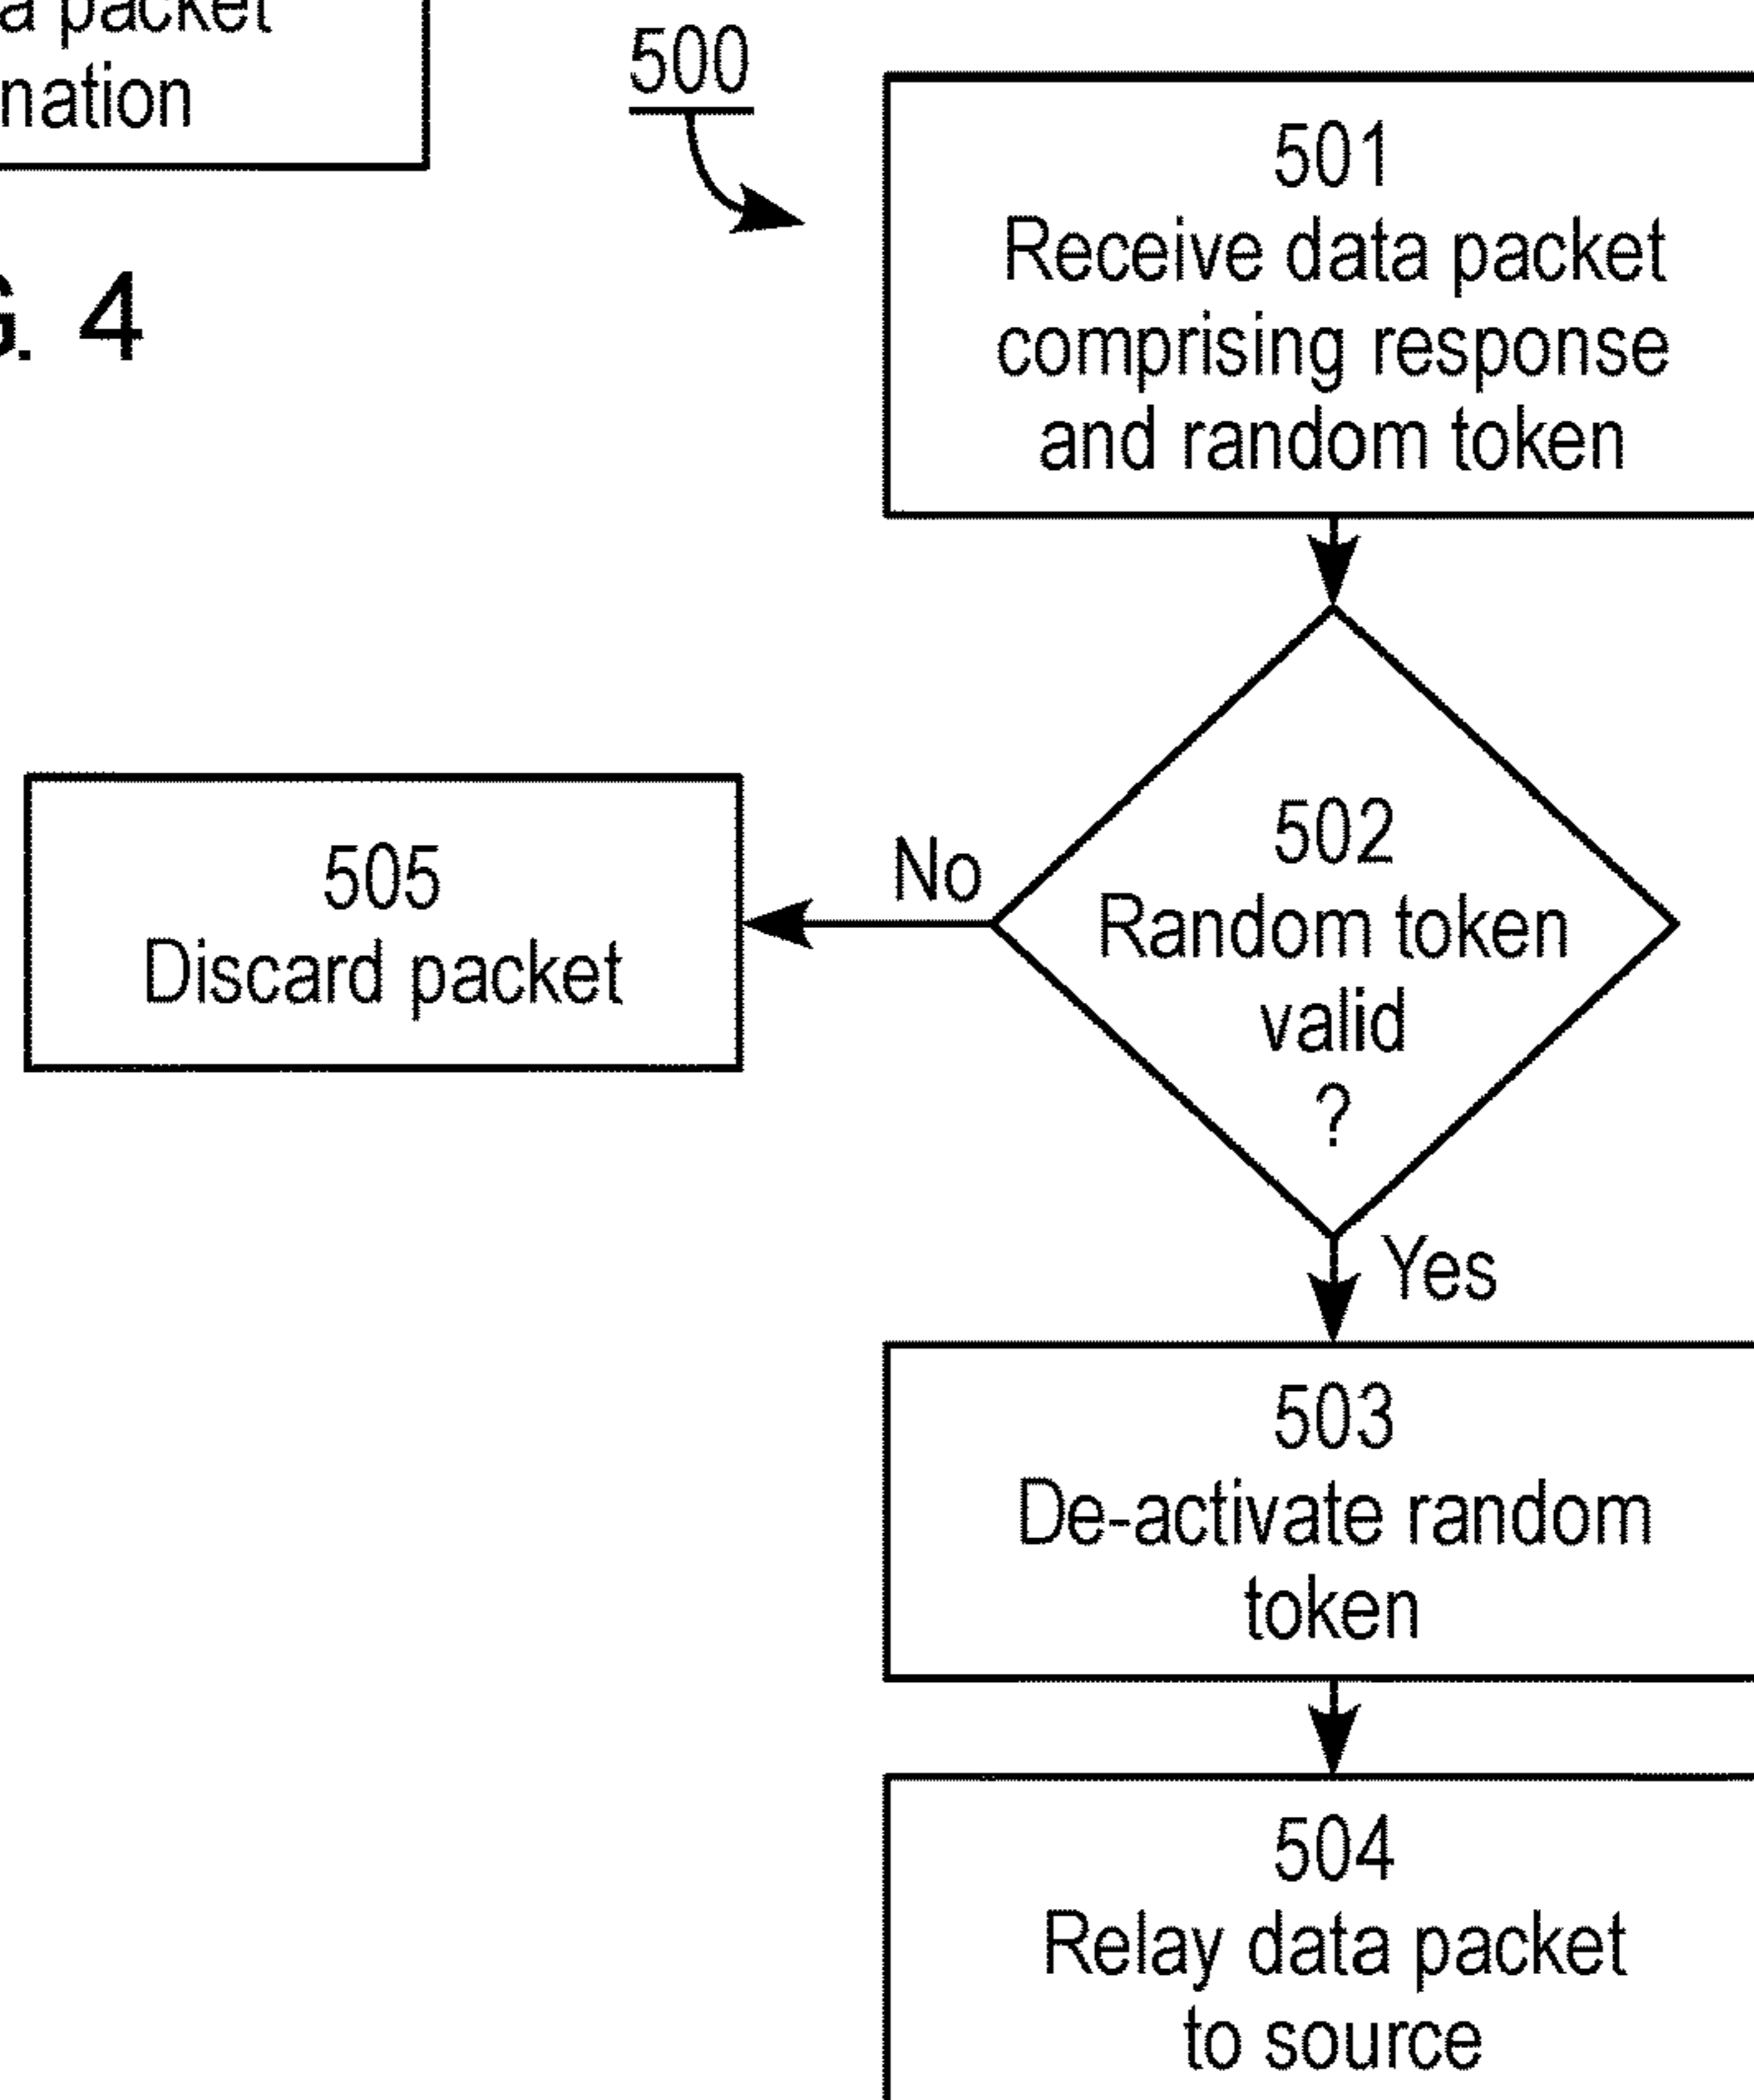 packet
500
FIG. 4
501
Receive data packet
comprising response
and random token
502
Random token
valid
?
No
505
Discard packet
Yes
503
De-activate random
token
504
Relay data packet
to source